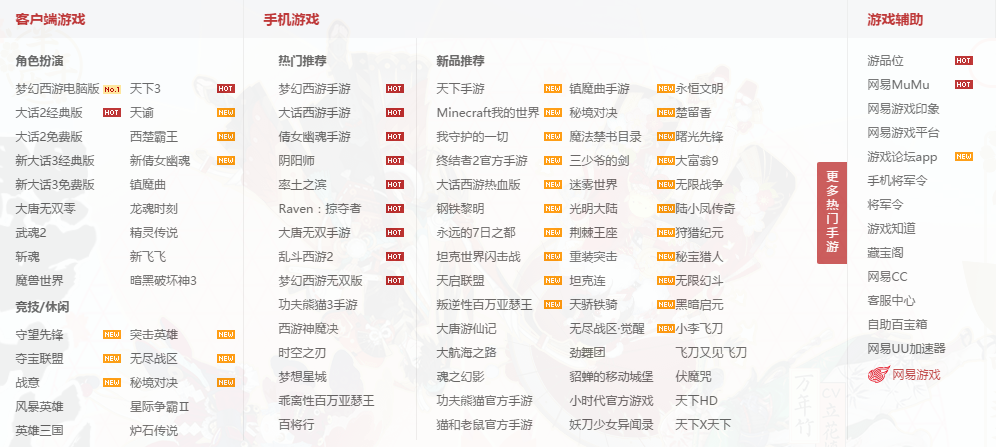 客户端游戏
角色扮演
梦幻西游电脑版 No.1 天下3 HOT
大话2经典版 HOT 天谕 NEW
大话2免费版 西楚霸王 NEW
新大话3经典版 新倩女幽魂 NEW
新大话3免费版 镇魔曲
大唐无双零 龙魂时刻
武魂2 精灵传说
斩魂 新飞飞
魔兽世界 暗黑破坏神3
竞技/休闲
守望先锋 NEW 突击英雄 NEW
夺宝联盟 NEW 无尽战区 NEW
战意 NEW 秘境对决 NEW
风暴英雄 星际争霸Ⅱ
英雄三国 炉石传说
手机游戏
热门推荐
梦幻西游手游 HOT
大话西游手游 HOT
倩女幽魂手游 HOT
阴阳师 HOT
率土之滨 HOT
Raven：掠夺者 HOT
大唐无双手游 HOT
乱斗西游2 HOT
梦幻西游无双版 HOT
功夫熊猫3手游
西游神魔决
时空之刃
梦想星城
乖离性百万亚瑟王
百将行
新品推荐
天下手游 NEW 镇魔曲手游 NEW 永恒文明
Minecraft我的世界 NEW 秘境对决 NEW 楚留香
我守护的一切 NEW 魔法禁书目录 NEW 曙光先锋
终结者2官方手游 NEW 三少爷的剑 NEW 大富翁9
大话西游热血版 NEW 迷雾世界 NEW 无限战争
钢铁黎明 NEW 光明大陆 NEW 陆小凤传奇
永远的7日之都 NEW 荆棘王座 NEW 狩猎纪元
坦克世界闪击战 NEW 重装突击 NEW 秘宝猎人
天启联盟 NEW 坦克连 NEW 无限幻斗
叛逆性百万亚瑟王 NEW 天骄铁骑 NEW 黑暗启元
大唐游仙记 无尽战区·觉醒 NEW 小李飞刀
大航海之路 劲舞团 飞刀又见飞刀
魂之幻影 貂蝉的移动城堡 伏魔咒
功夫熊猫官方手游 小时代官方游戏 天下HD
猫和老鼠官方手游 妖刀少女异闻录 天下X天下
更多热门手游
游戏辅助
游品位 HOT
网易MuMu HOT
网易游戏印象
网易游戏平台
游戏论坛app NEW
手机将军令
将军令
游戏知道
藏宝阁
网易CC
客服中心
自助百宝箱
网易UU加速器
网易游戏